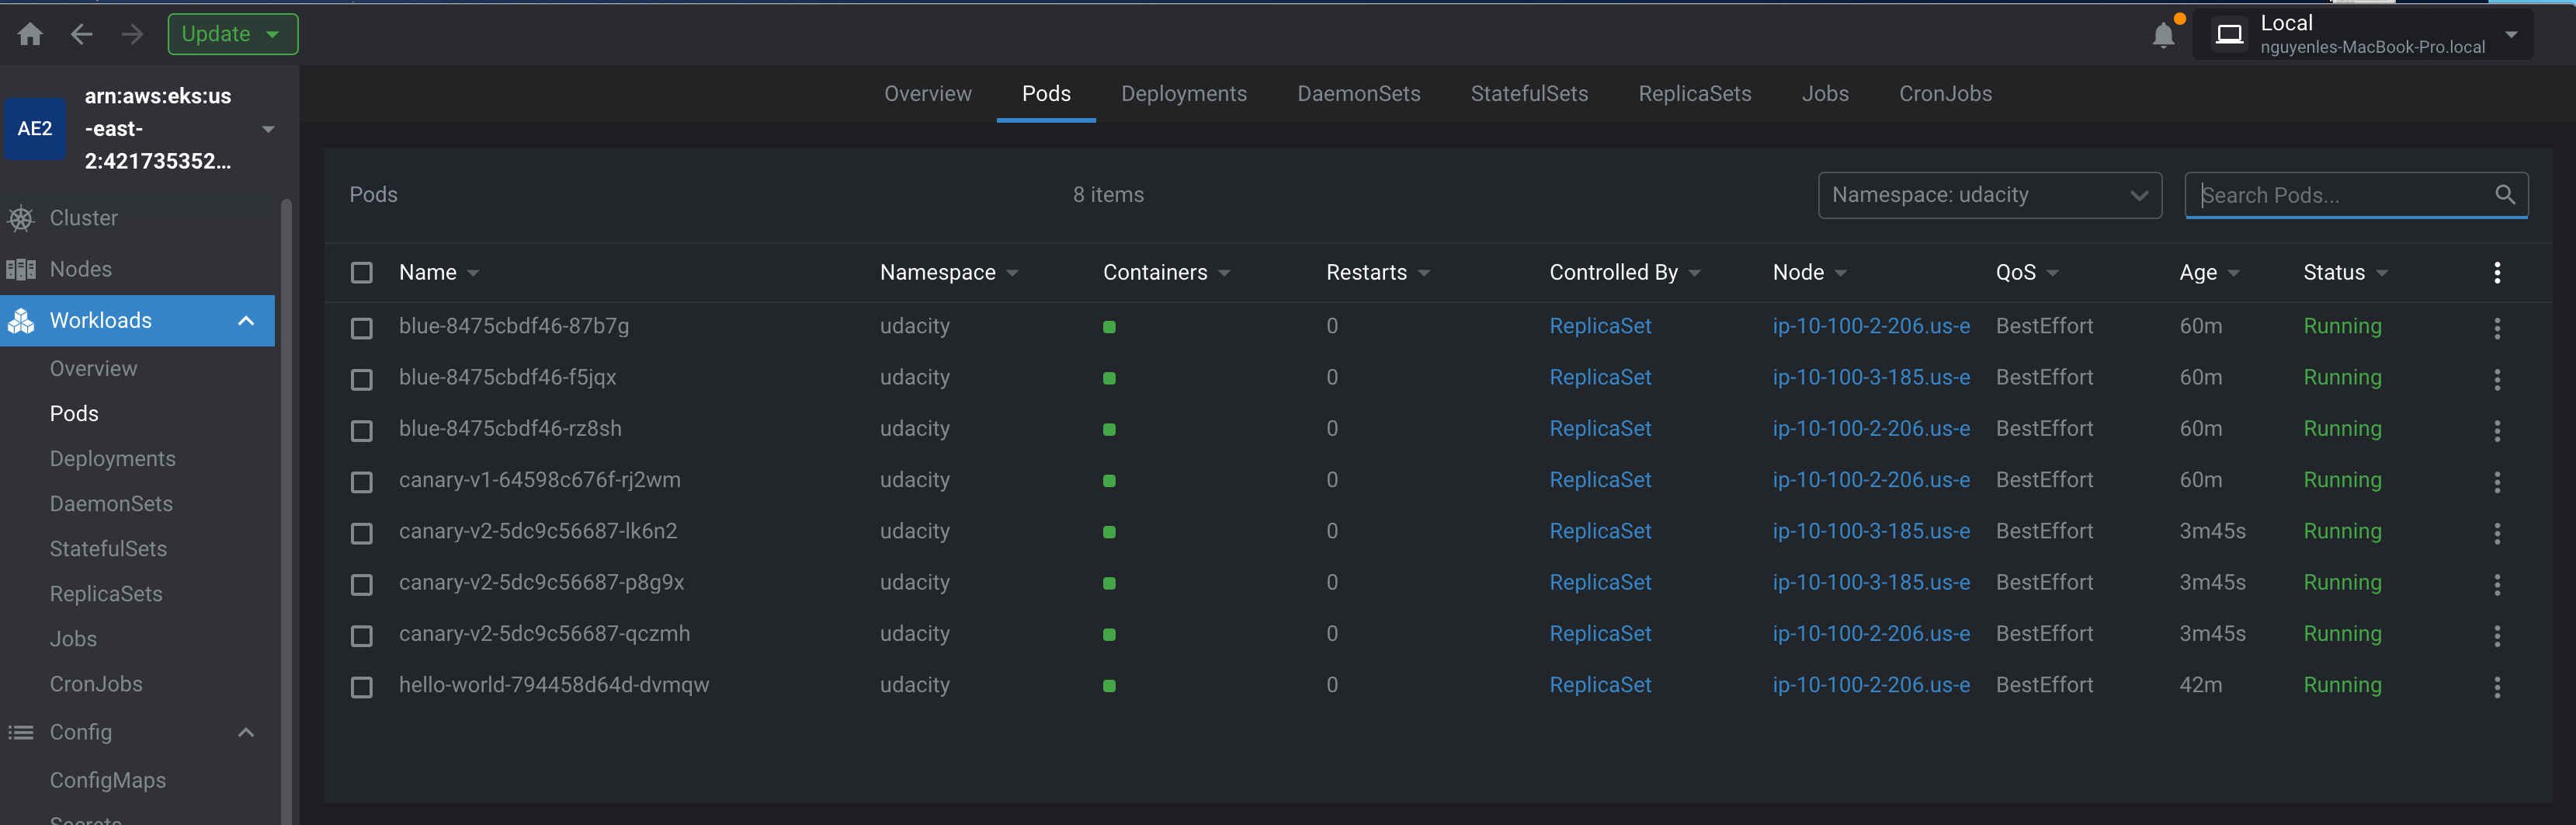 Update
Local
nguyenles-MacBook-Pro.local
AE2
arn:aws:eks:us
-east-
2:421735352...
Cluster
Nodes
Workloads
Overview
Pods
Deployments
DaemonSets
StatefulSets
ReplicaSets
Jobs
CronJobs
Config
ConfigMaps
Secrets
Overview Pods Deployments DaemonSets StatefulSets ReplicaSets Jobs CronJobs
Pods 8 items Namespace: udacity Search Pods...
Name Namespace Containers Restarts Controlled By Node QoS Age Status
blue-8475cbdf46-87b7g udacity 0 ReplicaSet ip-10-100-2-206.us-e BestEffort 60m Running
blue-8475cbdf46-f5jqx udacity 0 ReplicaSet ip-10-100-3-185.us-e BestEffort 60m Running
blue-8475cbdf46-rz8sh udacity 0 ReplicaSet ip-10-100-2-206.us-e BestEffort 60m Running
canary-v1-64598c676f-rj2wm udacity 0 ReplicaSet ip-10-100-2-206.us-e BestEffort 60m Running
canary-v2-5dc9c56687-lk6n2 udacity 0 ReplicaSet ip-10-100-3-185.us-e BestEffort 3m45s Running
canary-v2-5dc9c56687-p8g9x udacity 0 ReplicaSet ip-10-100-3-185.us-e BestEffort 3m45s Running
canary-v2-5dc9c56687-qczmh udacity 0 ReplicaSet ip-10-100-2-206.us-e BestEffort 3m45s Running
hello-world-794458d64d-dvmqw udacity 0 ReplicaSet ip-10-100-2-206.us-e BestEffort 42m Running